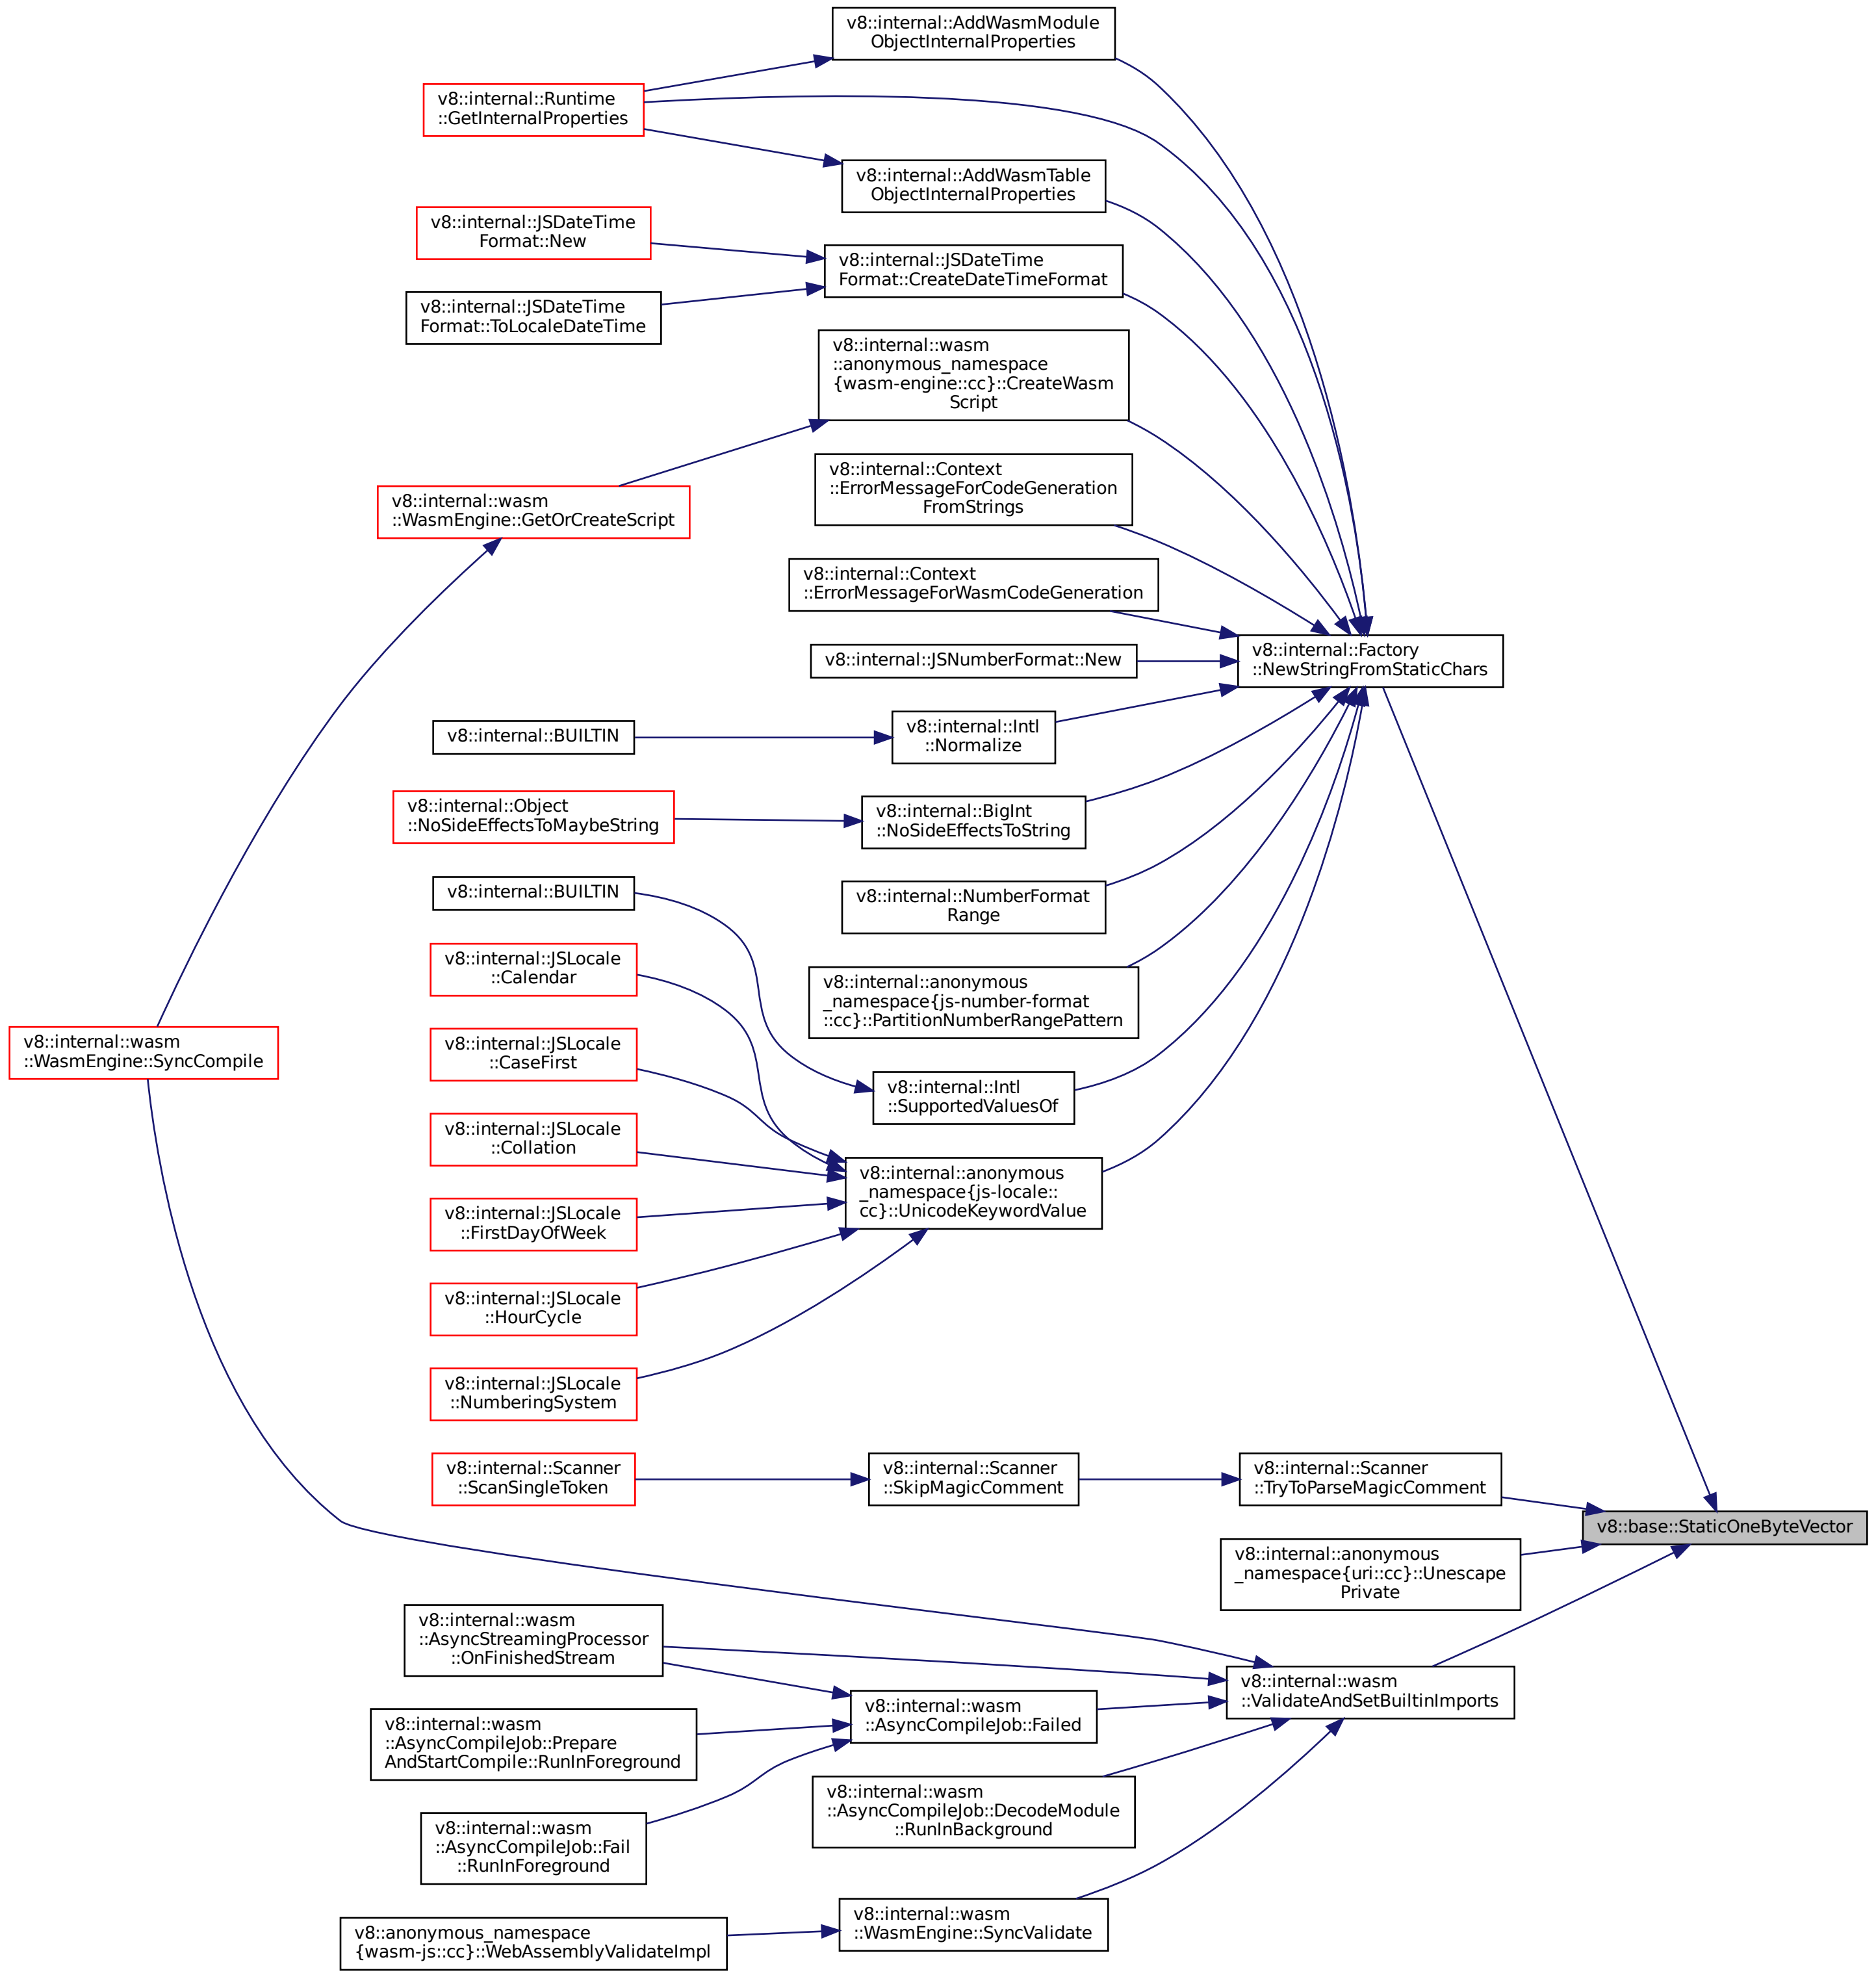 v8::internal::AddWasmModule
ObjectInternalProperties
v8::internal::Runtime
::GetInternalProperties
v8::internal::AddWasmTable
ObjectInternalProperties
v8::internal::JSDateTime
Format::New
v8::internal::JSDateTime
Format::CreateDateTimeFormat
v8::internal::JSDateTime
Format::ToLocaleDateTime
v8::internal::wasm
::anonymous_namespace
{wasm-engine::cc}::CreateWasm
Script
v8::internal::Context
::ErrorMessageForCodeGeneration
FromStrings
v8::internal::wasm
::WasmEngine::GetOrCreateScript
v8::internal::Context
::ErrorMessageForWasmCodeGeneration
v8::internal::Factory
::NewStringFromStaticChars
v8::internal::JSNumberFormat::New
v8::internal::BUILTIN
v8::internal::Intl
::Normalize
v8::internal::Object
::NoSideEffectsToMaybeString
v8::internal::BigInt
::NoSideEffectsToString
v8::internal::BUILTIN
v8::internal::NumberFormat
Range
v8::internal::JSLocale
::Calendar
v8::internal::anonymous
_namespace{js-number-format
::cc}::PartitionNumberRangePattern
v8::internal::wasm
::WasmEngine::SyncCompile
v8::internal::JSLocale
::CaseFirst
v8::internal::Intl
::SupportedValuesOf
v8::internal::JSLocale
::Collation
v8::internal::anonymous
_namespace{js-locale::
cc}::UnicodeKeywordValue
v8::internal::JSLocale
::FirstDayOfWeek
v8::internal::JSLocale
::HourCycle
v8::internal::JSLocale
::NumberingSystem
v8::internal::Scanner
::ScanSingleToken
v8::internal::Scanner
::SkipMagicComment
v8::internal::Scanner
::TryToParseMagicComment
v8::base::StaticOneByteVector
v8::internal::anonymous
_namespace{uri::cc}::Unescape
Private
v8::internal::wasm
::AsyncStreamingProcessor
::OnFinishedStream
v8::internal::wasm
::ValidateAndSetBuiltinImports
v8::internal::wasm
::AsyncCompileJob::Failed
v8::internal::wasm
::AsyncCompileJob::Prepare
AndStartCompile::RunInForeground
v8::internal::wasm
::AsyncCompileJob::DecodeModule
::RunInBackground
v8::internal::wasm
::AsyncCompileJob::Fail
::RunInForeground
v8::internal::wasm
::WasmEngine::SyncValidate
v8::anonymous_namespace
{wasm-js::cc}::WebAssemblyValidateImpl